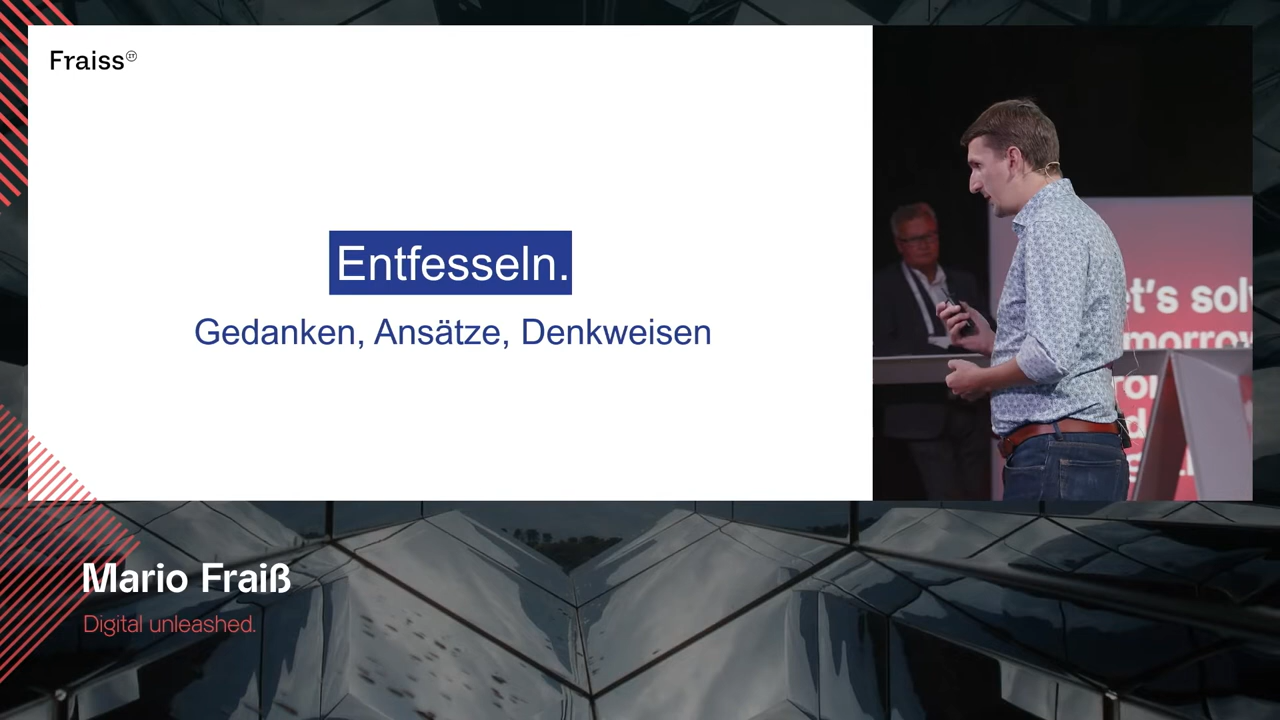 Fraiss
Entfesseln.
Gedanken, Ansätze, Denkweisen
Mario Fraiß
Digital unleashed.